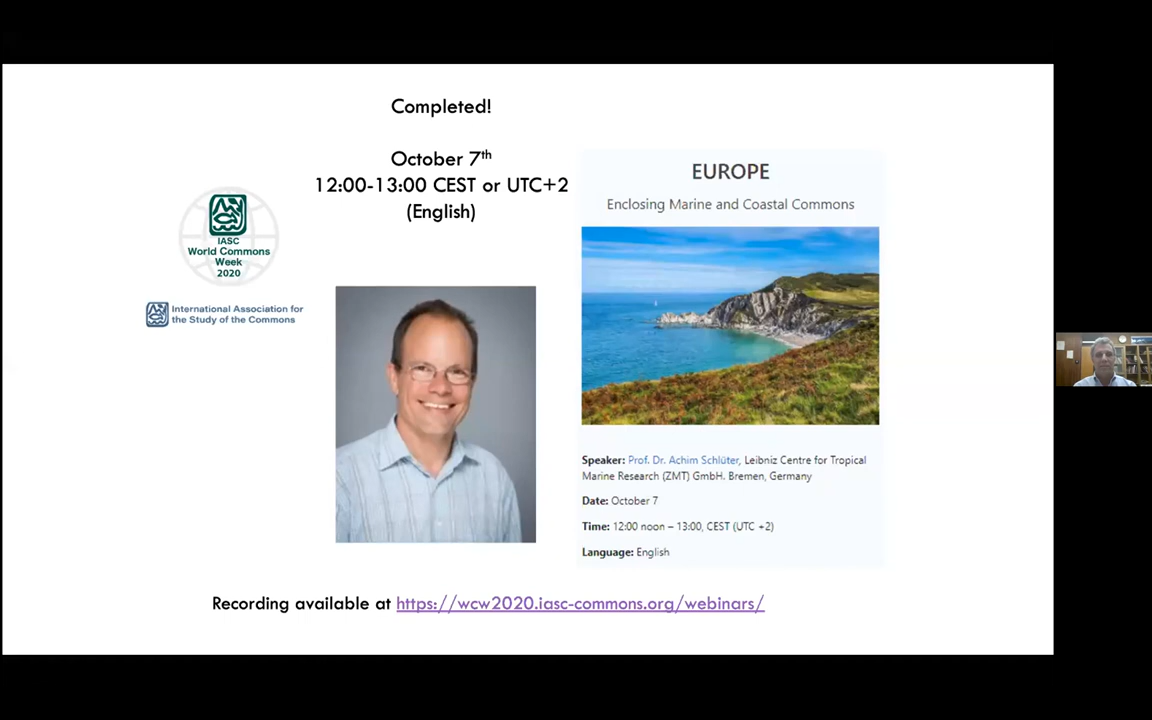 Completed!
October 7th
12:00-13:00 CEST or UTC+2
(English)
IASC
World Commons
Week
2020
International Association for
the Study of the Commons
EUROPE
Enclosing Marine and Coastal Commons
Speaker: Prof. Dr. Achim Schlüter, Leibniz Centre for Tropical
Marine Research (ZMT) GmbH. Bremen, Germany
Date: October 7
Time: 12:00 noon – 13:00, CEST (UTC +2)
Language: English
Recording available at https://wcw2020.iasc-commons.org/webinars/